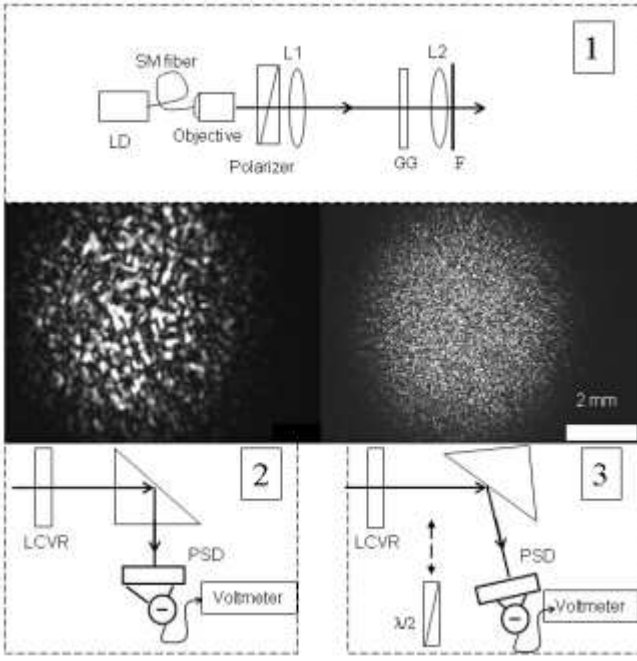 1
L1
L2
SM fiber
LD
Objective
Polarizer
GG
F
2 mm
2
LCVR
PSD
Voltmeter
3
LCVR
PSD
λ/2
Voltmeter